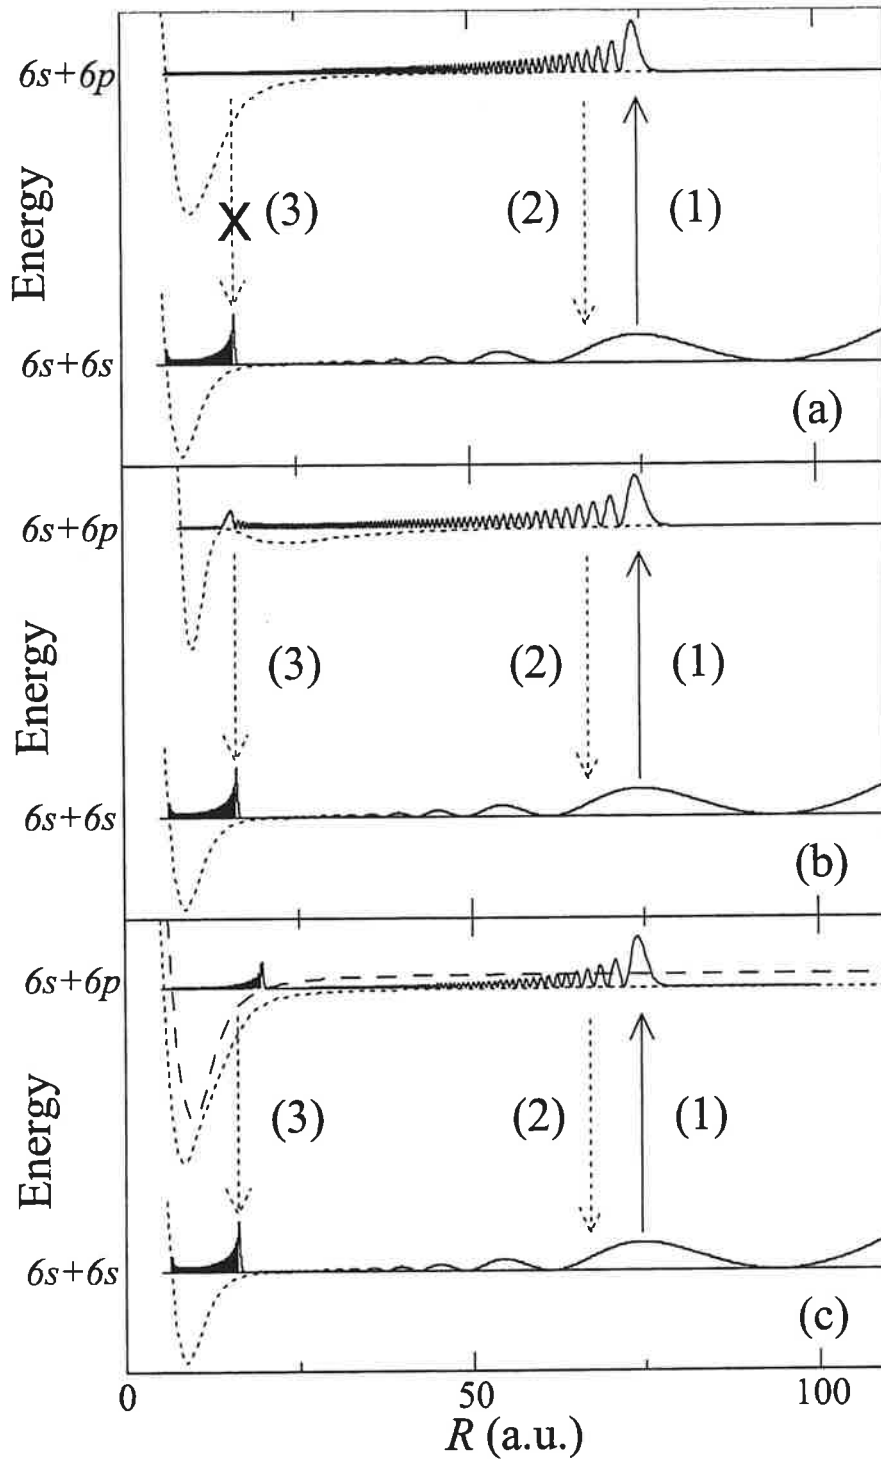 6s+6p
Energy
X (3) (2) (1)
6s+6s
(a)
6s+6p
Energy
(3) (2) (1)
6s+6s
(b)
6s+6p
Energy
(3) (2) (1)
6s+6s
(c)
0 50 100
R (a.u.)